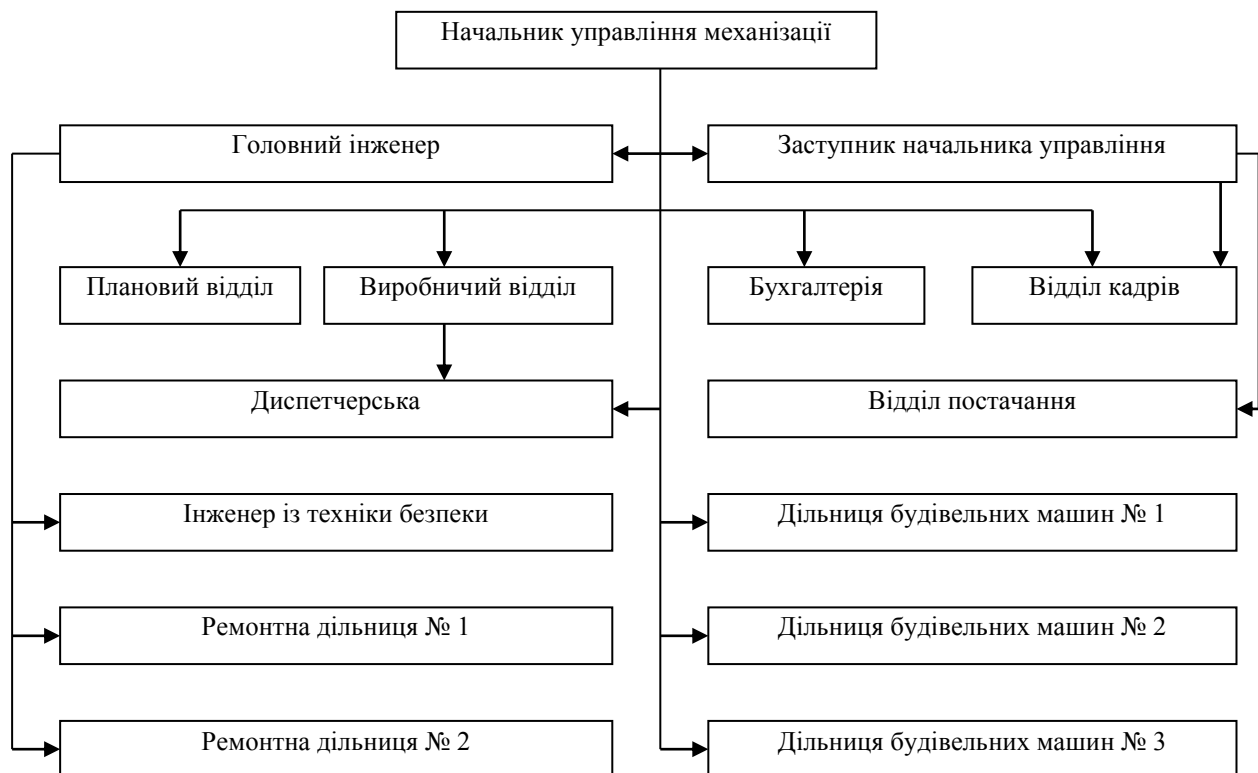 Начальник управління механізації
Головний інженер
Заступник начальника управління
Плановий відділ
Виробничий відділ
Бухгалтерія
Відділ кадрів
Диспетчерська
Відділ постачання
Інженер із техніки безпеки
Дільниця будівельних машин № 1
Ремонтна дільниця № 1
Дільниця будівельних машин № 2
Ремонтна дільниця № 2
Дільниця будівельних машин № 3